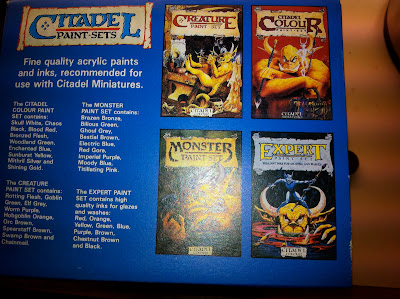 CITADEL
PAINT-SETS
Fine quality acrylic paints
and inks, recommended for
use with Citadel Miniatures.
The CITADEL
COLOUR PAINT
SET contains:
Skull White, Chaos
Black, Blood Red,
Bronzed Flesh,
Woodland Green,
Enchanted Blue,
Sunburst Yellow,
Mithril Silver and
Shining Gold.
The MONSTER
PAINT SET contains:
Brazen Bronze,
Bilious Green,
Ghoul Grey,
Bestial Brown,
Electric Blue,
Red Gore,
Imperial Purple,
Moody Blue,
Titillating Pink.
The CREATURE
PAINT SET contains:
Rotting Flesh, Goblin
Green, Elf Grey,
Worm Purple,
Hobgoblin Orange,
Orc Brown,
Spearstaff Brown,
Swamp Brown and
Chainmail.
The EXPERT PAINT
SET contains high
quality inks for glazes
and washes:
Red, Orange,
Yellow, Green, Blue,
Purple, Brown,
Chestnut Brown
and Black.
CREATURE
PAINT-SET
CITADEL
CITADEL
COLOUR
PAINT-SET
CITADEL
MONSTER
PAINT SET
CITADEL
EXPERT
CITADEL